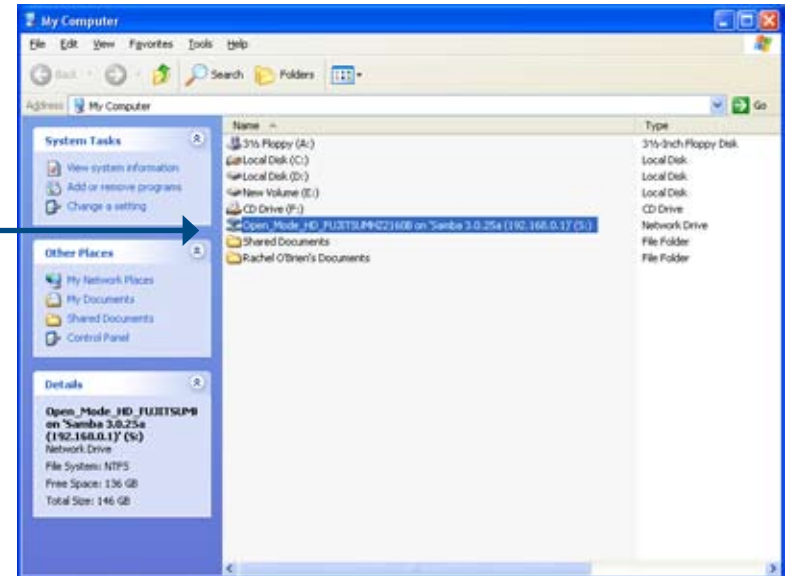 My Computer
File Edit View Favorites Tools Help
Back Search Folders
Address My Computer Go
Name Type
System Tasks
View system information
Add or remove programs
Change a setting
Other Places
My Network Places
My Documents
Shared Documents
Control Panel
Details
Open_Mode_HD_FUJITSUMH
on 'Samba 3.0.25a
(192.168.0.1)' (S:)
Network Drive
File System: NTFS
Free Space: 136 GB
Total Size: 146 GB
3½ Floppy (A:) 3½-Inch Floppy Disk
Local Disk (C:) Local Disk
Local Disk (D:) Local Disk
New Volume (E:) Local Disk
CD Drive (F:) CD Drive
on 'Samba 3.0.25a (192.168.0.1)' (S:) Network Drive
Shared Documents File Folder
Rachel O'Brien's Documents File Folder